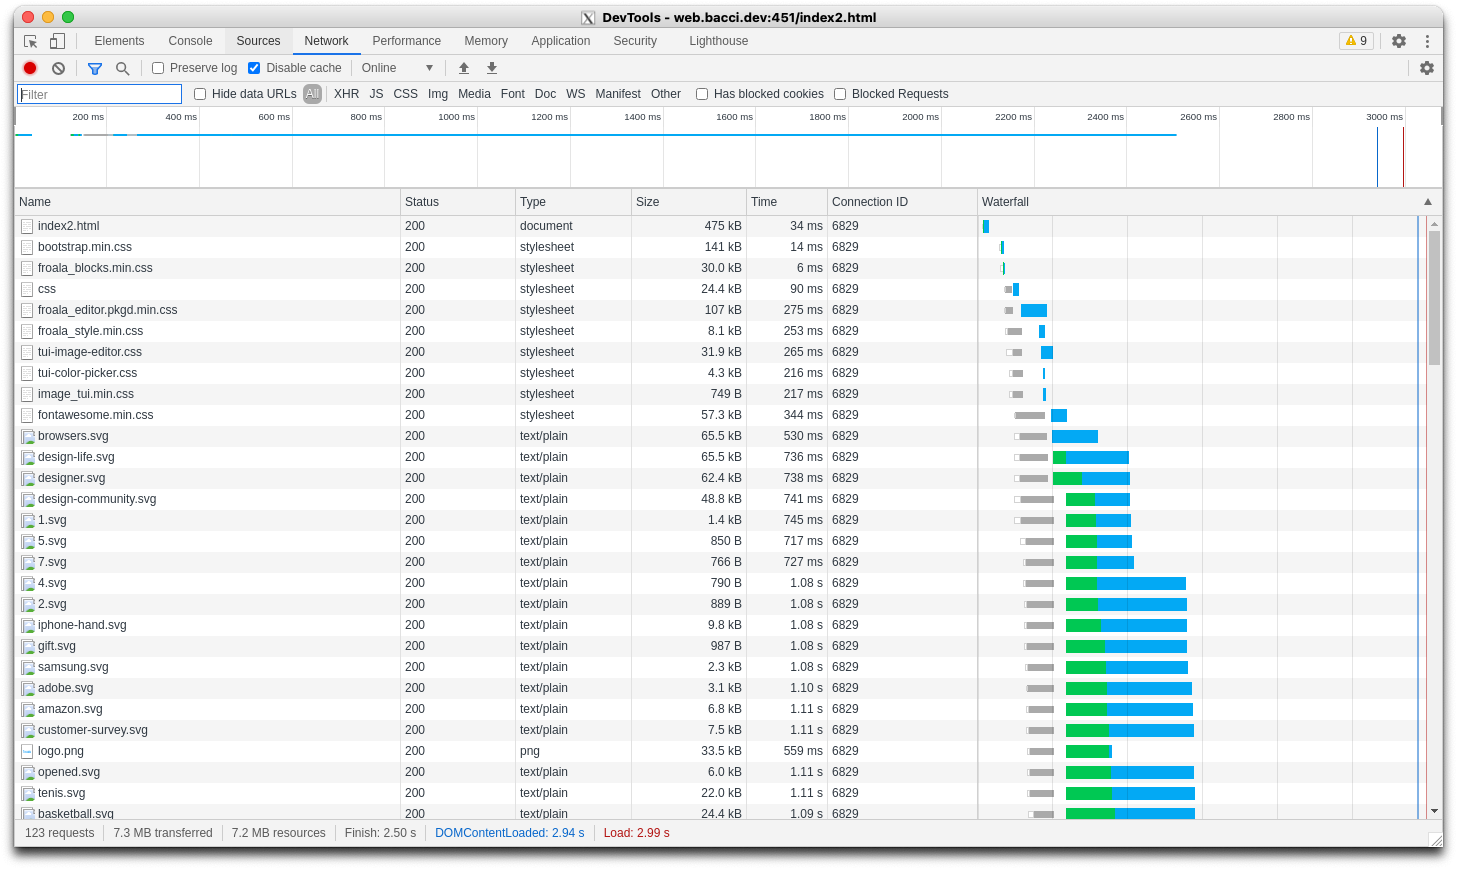 DevTools - web.bacci.dev:451/index2.html
Elements Console Sources Network Performance Memory Application Security Lighthouse 9
Preserve log Disable cache Online
Filter Hide data URLs All XHR JS CSS Img Media Font Doc WS Manifest Other Has blocked cookies Blocked Requests
200 ms 400 ms 600 ms 800 ms 1000 ms 1200 ms 1400 ms 1600 ms 1800 ms 2000 ms 2200 ms 2400 ms 2600 ms 2800 ms 3000 ms
Name Status Type Size Time Connection ID Waterfall
index2.html 200 document 475 kB 34 ms 6829
bootstrap.min.css 200 stylesheet 141 kB 14 ms 6829
froala_blocks.min.css 200 stylesheet 30.0 kB 6 ms 6829
css 200 stylesheet 24.4 kB 90 ms 6829
froala_editor.pkgd.min.css 200 stylesheet 107 kB 275 ms 6829
froala_style.min.css 200 stylesheet 8.1 kB 253 ms 6829
tui-image-editor.css 200 stylesheet 31.9 kB 265 ms 6829
tui-color-picker.css 200 stylesheet 4.3 kB 216 ms 6829
image_tui.min.css 200 stylesheet 749 B 217 ms 6829
fontawesome.min.css 200 stylesheet 57.3 kB 344 ms 6829
browsers.svg 200 text/plain 65.5 kB 530 ms 6829
design-life.svg 200 text/plain 65.5 kB 736 ms 6829
designer.svg 200 text/plain 62.4 kB 738 ms 6829
design-community.svg 200 text/plain 48.8 kB 741 ms 6829
1.svg 200 text/plain 1.4 kB 745 ms 6829
5.svg 200 text/plain 850 B 717 ms 6829
7.svg 200 text/plain 766 B 727 ms 6829
4.svg 200 text/plain 790 B 1.08 s 6829
2.svg 200 text/plain 889 B 1.08 s 6829
iphone-hand.svg 200 text/plain 9.8 kB 1.08 s 6829
gift.svg 200 text/plain 987 B 1.08 s 6829
samsung.svg 200 text/plain 2.3 kB 1.08 s 6829
adobe.svg 200 text/plain 3.1 kB 1.10 s 6829
amazon.svg 200 text/plain 6.8 kB 1.11 s 6829
customer-survey.svg 200 text/plain 7.5 kB 1.11 s 6829
logo.png 200 png 33.5 kB 559 ms 6829
opened.svg 200 text/plain 6.0 kB 1.11 s 6829
tenis.svg 200 text/plain 22.0 kB 1.11 s 6829
basketball.svg 200 text/plain 24.4 kB 1.09 s 6829
123 requests 7.3 MB transferred 7.2 MB resources Finish: 2.50 s DOMContentLoaded: 2.94 s Load: 2.99 s